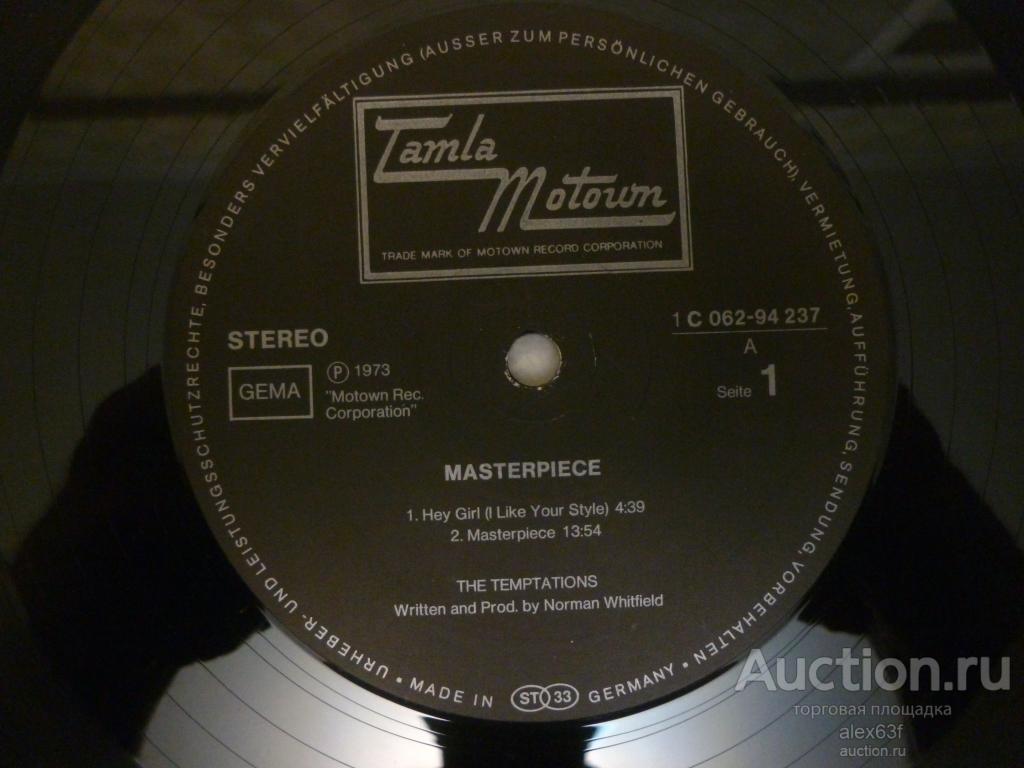 URHEBER- UND LEISTUNGSSCHUTZRECHTE, BESONDERS VERVIELFÄLTIGUNG (AUSSER ZUM PERSÖNLICHEN GEBRAUCH), VERMIETUNG, AUFFÜHRUNG, SENDUNG, VORBEHALTEN •
Tamla
Motown
TRADE MARK OF MOTOWN RECORD CORPORATION
STEREO
GEMA
Ⓟ 1973
"Motown Rec.
Corporation"
1 C 062-94 237
A
Seite 1
MASTERPIECE
1. Hey Girl (I Like Your Style) 4:39
2. Masterpiece 13:54
THE TEMPTATIONS
Written and Prod. by Norman Whitfield
• MADE IN ST 33 GERMANY •
Auction.ru
торговая площадка
alex63f
auction.ru